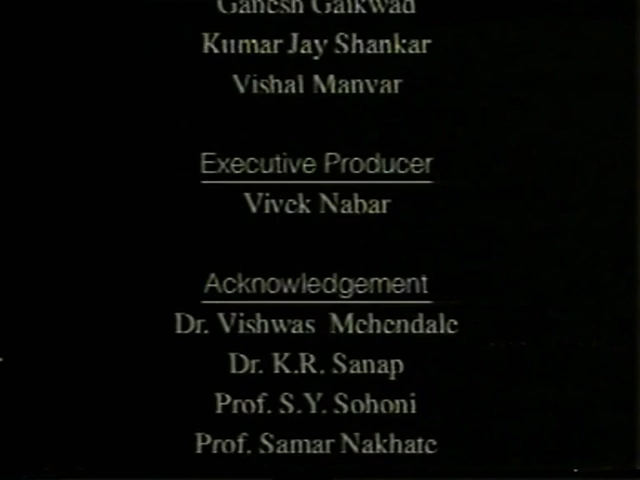 Ganesh Gaikwad
Kumar Jay Shankar
Vishal Manvar
Executive Producer
Vivek Nabar
Acknowledgement
Dr. Vishwas Mehendale
Dr. K.R. Sanap
Prof. S.Y. Sohoni
Prof. Samar Nakhate